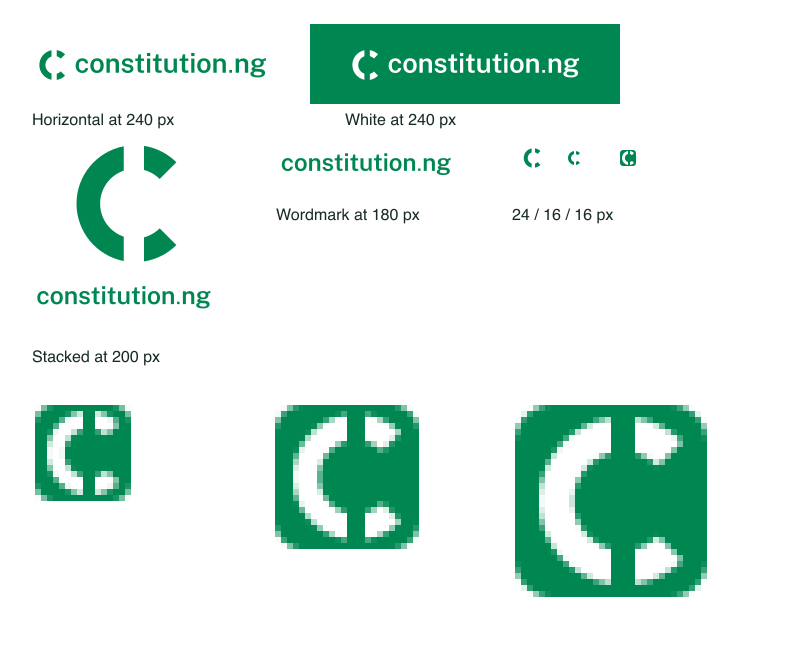 constitution.ng
constitution.ng
Horizontal at 240 px
White at 240 px
constitution.ng
Wordmark at 180 px
24 / 16 / 16 px
constitution.ng
Stacked at 200 px